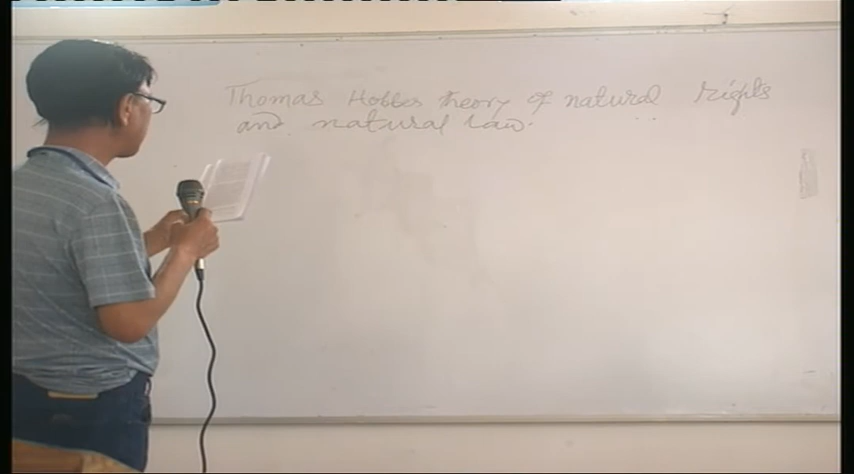 Thomas Hobbes theory of natural rights
and natural law.